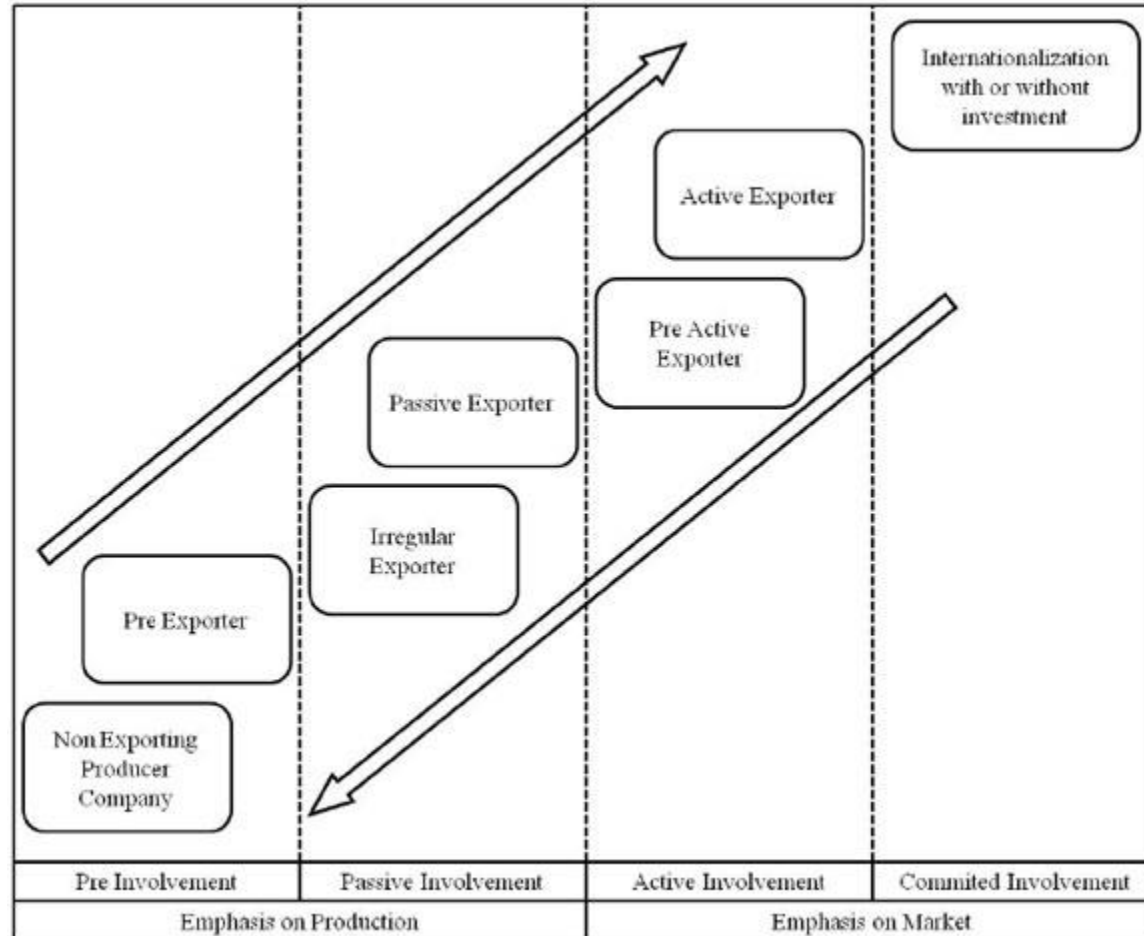 Internationalization
with or without
investment
Active Exporter
Pre Active
Exporter
Passive Exporter
Irregular
Exporter
Pre Exporter
Non Exporting
Producer
Company
Pre Involvement
Passive Involvement
Active Involvement
Commited Involvement
Emphasis on Production
Emphasis on Market